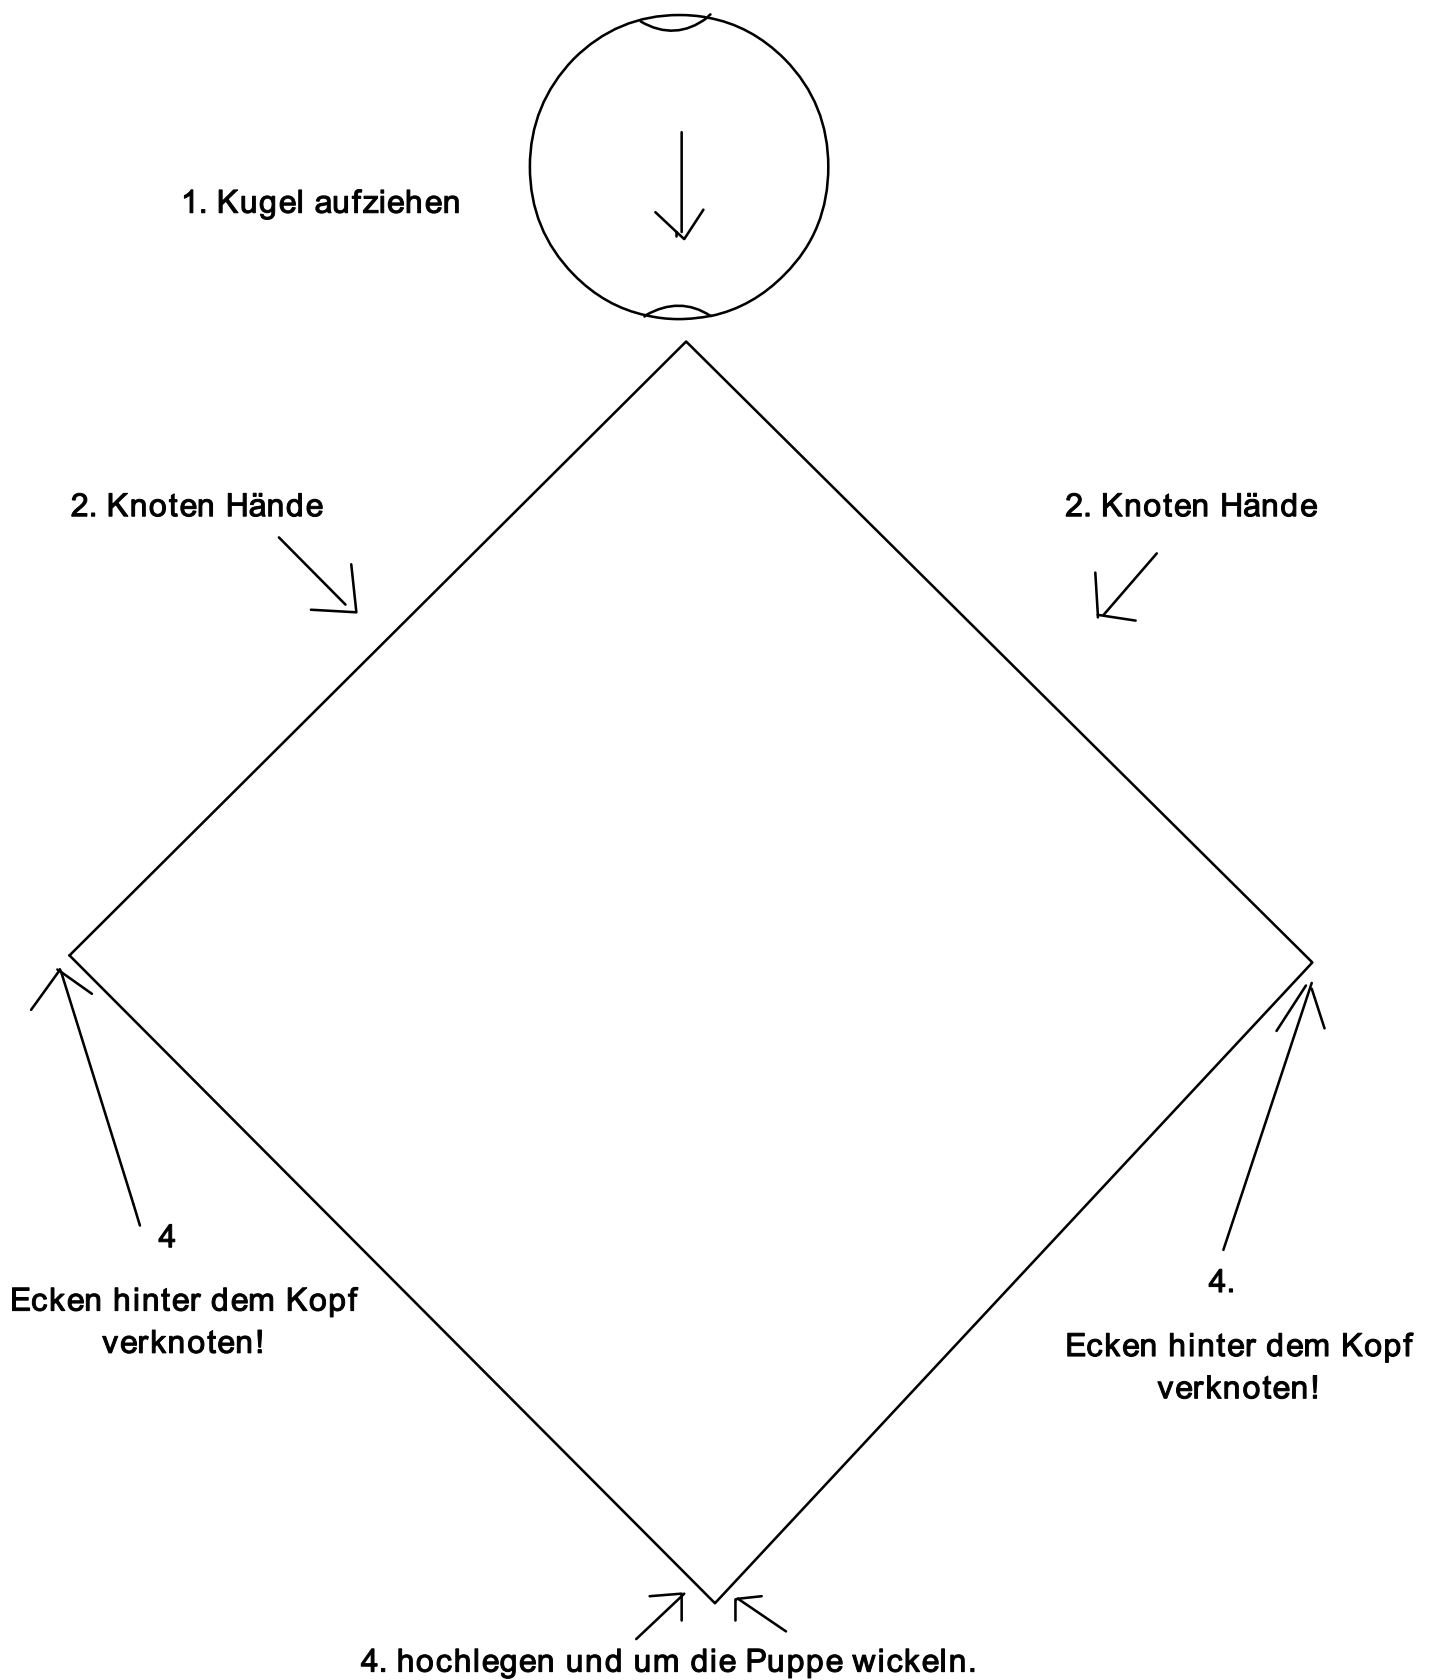 1. Kugel aufziehen
2. Knoten Hände
2. Knoten Hände
4
Ecken hinter dem Kopf
verknoten!
4.
Ecken hinter dem Kopf
verknoten!
4. hochlegen und um die Puppe wickeln.